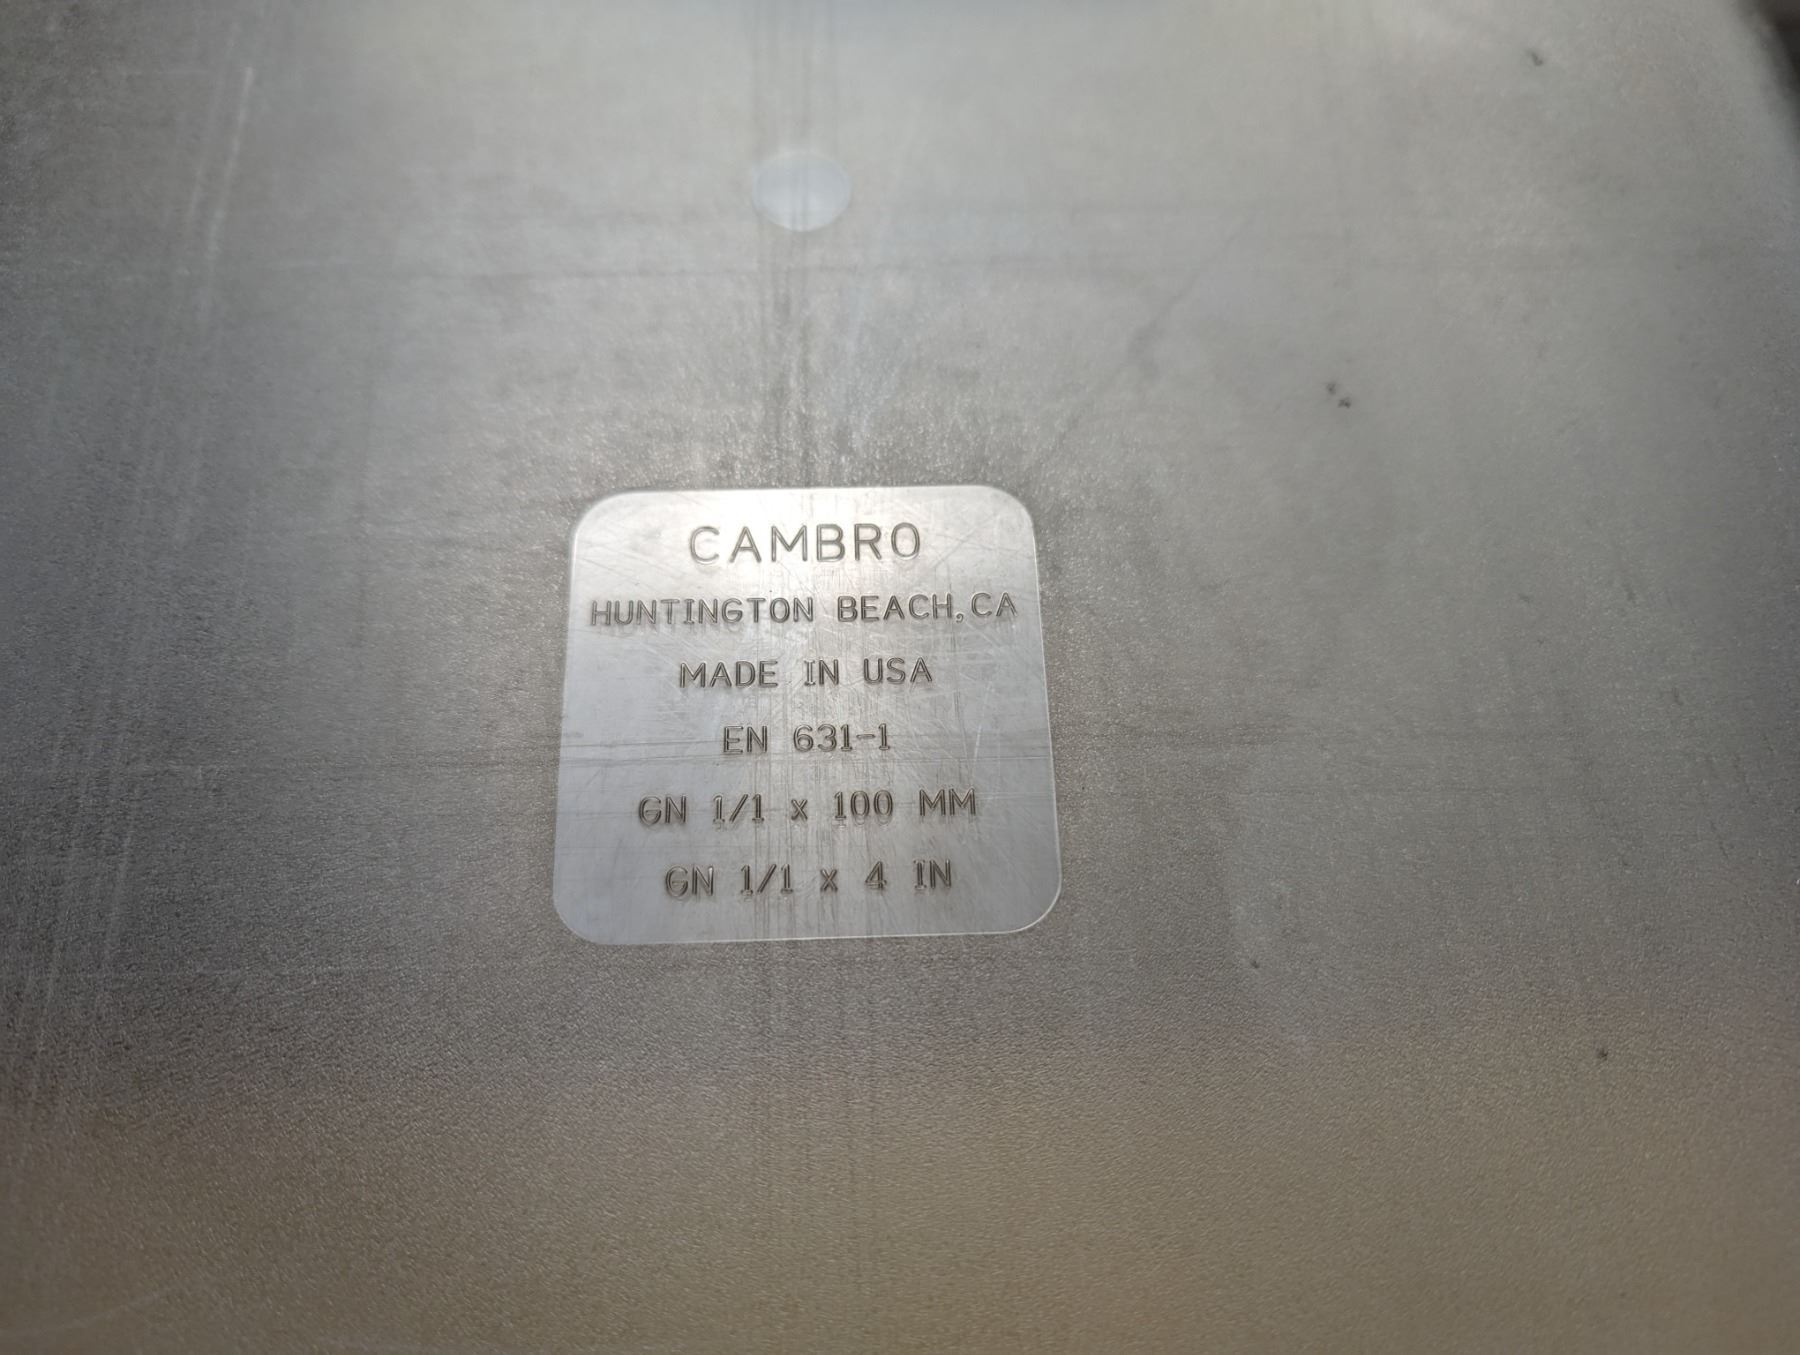 CAMBRO
HUNTINGTON BEACH, CA
MADE IN USA
EN 631-1
GN 1/1 x 100 MM
GN 1/1 x 4 IN